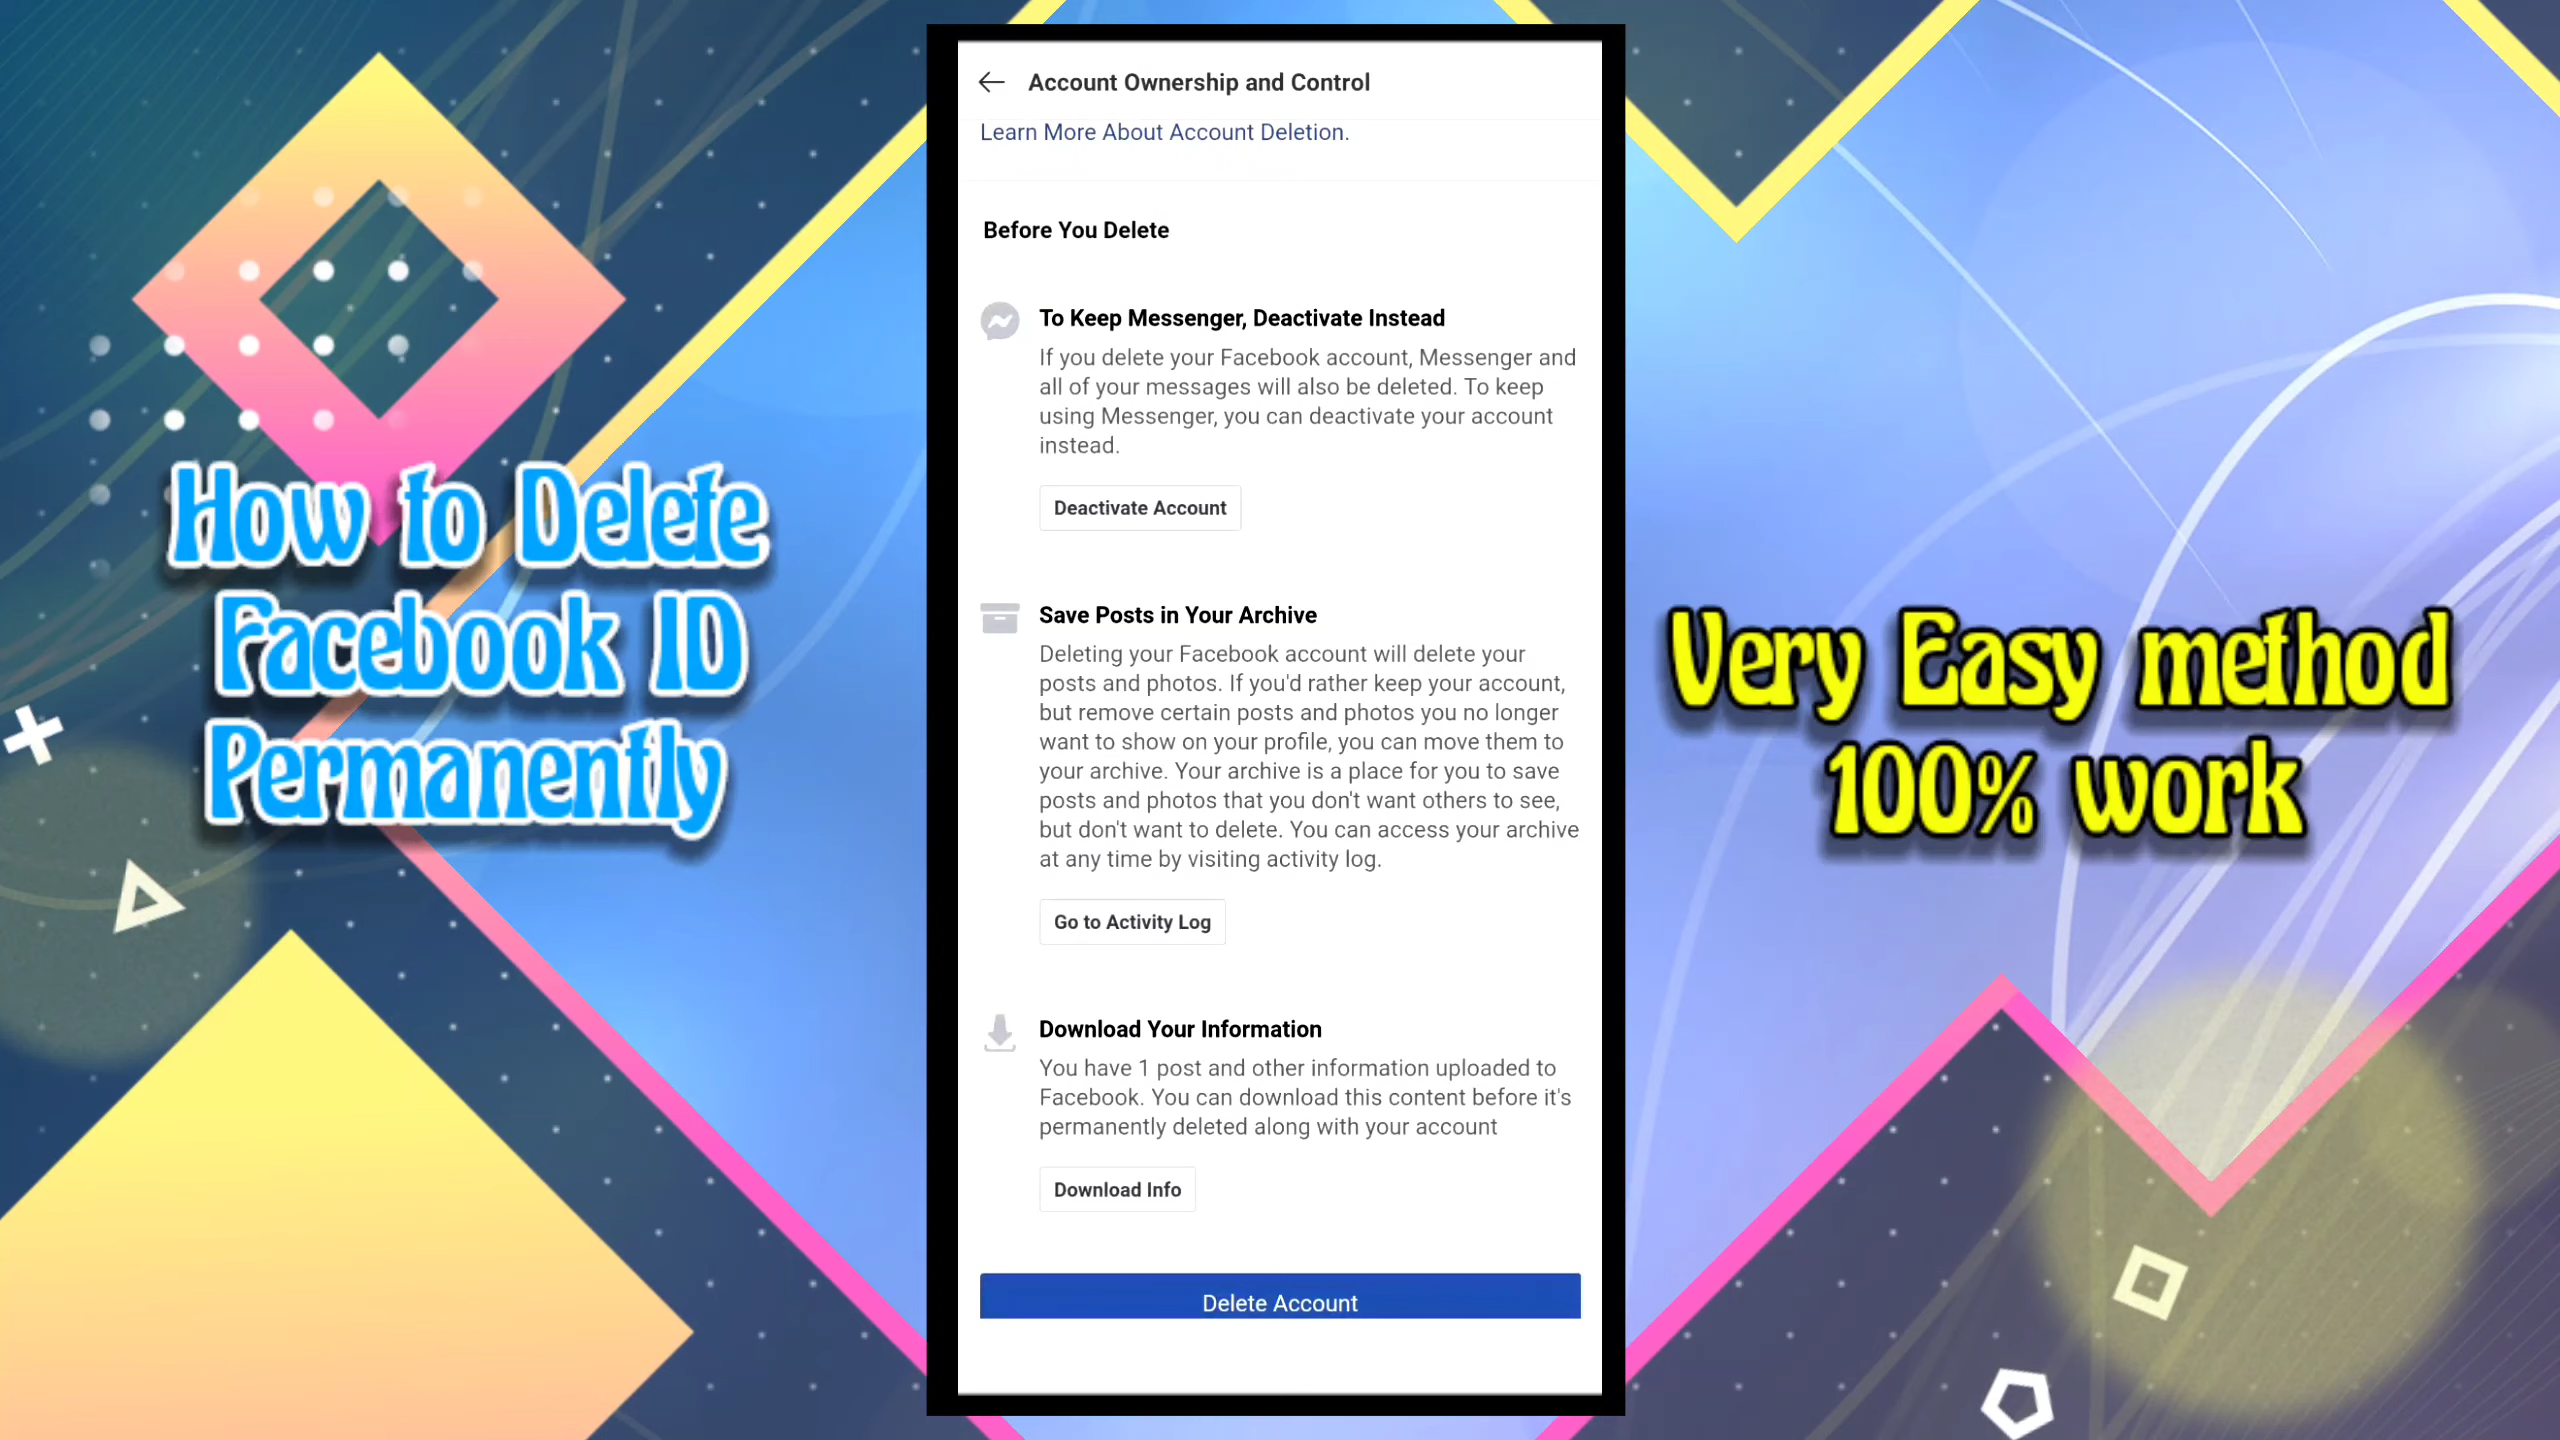 How to Delete
Facebook ID
Permanently
Account Ownership and Control
Learn More About Account Deletion.
Before You Delete
To Keep Messenger, Deactivate Instead
If you delete your Facebook account, Messenger and
all of your messages will also be deleted. To keep
using Messenger, you can deactivate your account
instead.
Deactivate Account
Save Posts in Your Archive
Deleting your Facebook account will delete your
posts and photos. If you'd rather keep your account,
but remove certain posts and photos you no longer
want to show on your profile, you can move them to
your archive. Your archive is a place for you to save
posts and photos that you don't want others to see,
but don't want to delete. You can access your archive
at any time by visiting activity log.
Go to Activity Log
Download Your Information
You have 1 post and other information uploaded to
Facebook. You can download this content before it's
permanently deleted along with your account
Download Info
Delete Account
Very Easy method
100% work